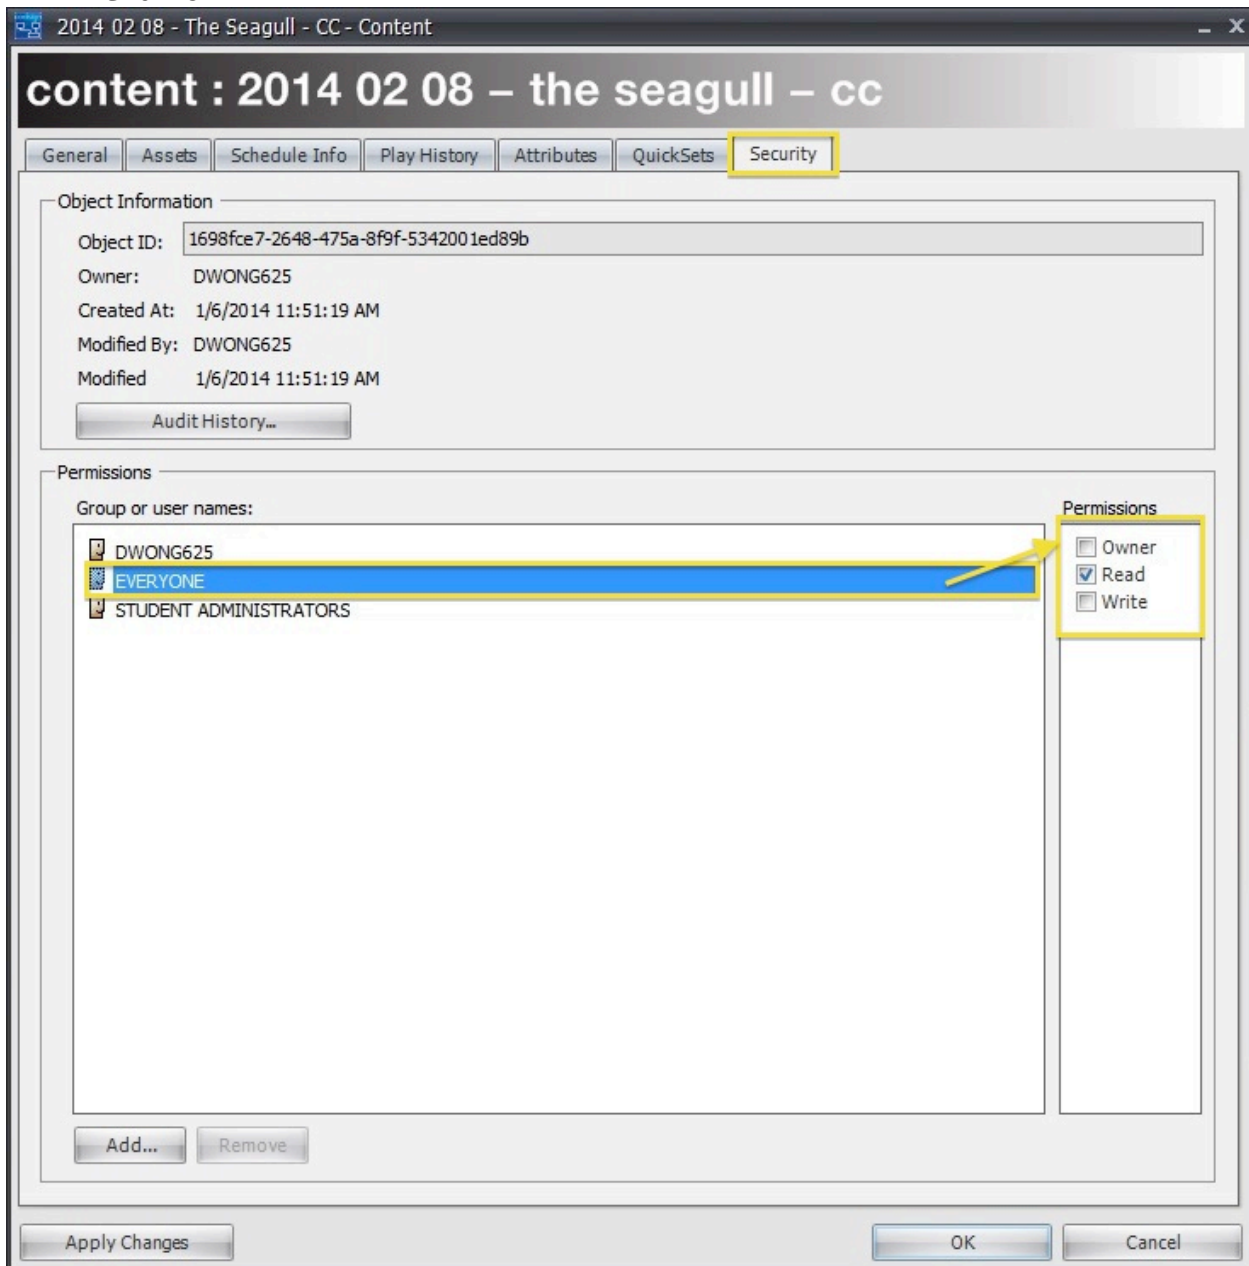 2014 02 08 - The Seagull - CC - Content
content : 2014 02 08 – the seagull – cc
General Assets Schedule Info Play History Attributes QuickSets Security
Object Information
Object ID: 1698fce7-2648-475a-8f9f-5342001ed89b
Owner: DWONG625
Created At: 1/6/2014 11:51:19 AM
Modified By: DWONG625
Modified 1/6/2014 11:51:19 AM
Audit History...
Permissions
Group or user names: Permissions
DWONG625 Owner
EVERYONE Read
STUDENT ADMINISTRATORS Write
Add... Remove
Apply Changes OK Cancel